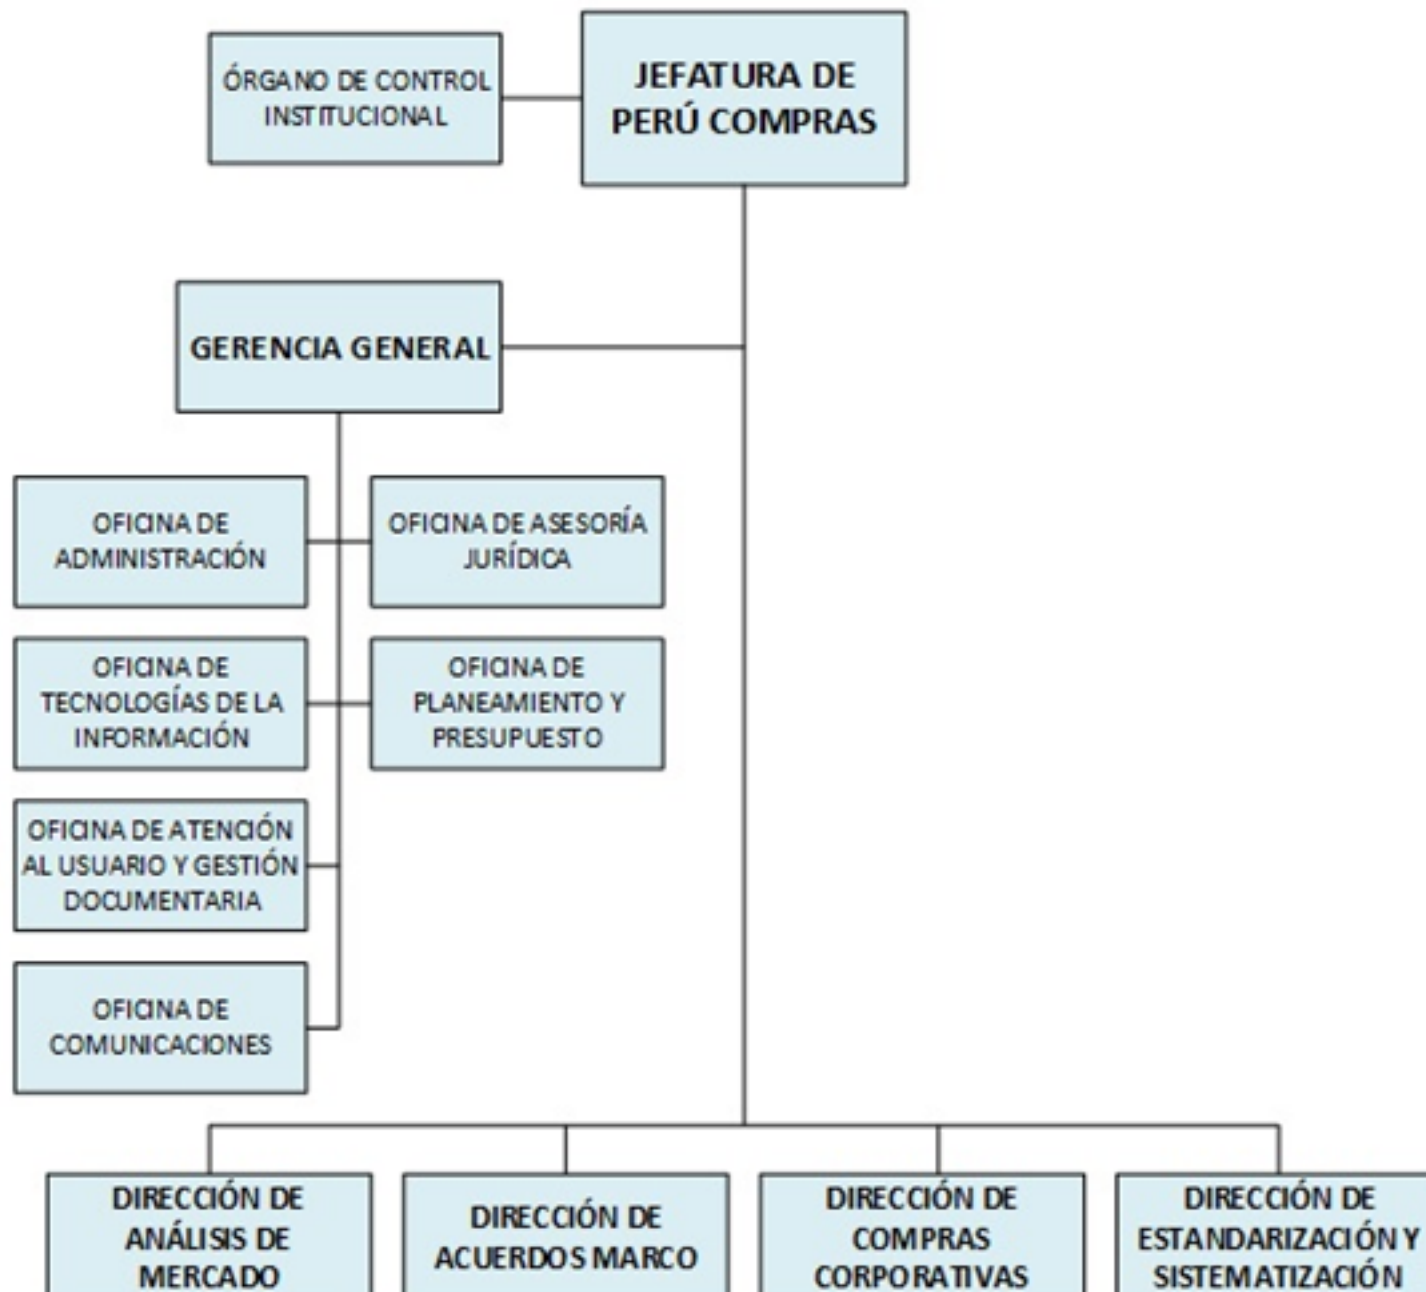 ÓRGANO DE CONTROL
INSTITUCIONAL
JEFATURA DE
PERÚ COMPRAS
GERENCIA GENERAL
OFICINA DE
ADMINISTRACIÓN
OFICINA DE ASESORÍA
JURÍDICA
OFICINA DE
TECNOLOGÍAS DE LA
INFORMACIÓN
OFICINA DE
PLANEAMIENTO Y
PRESUPUESTO
OFICINA DE ATENCIÓN
AL USUARIO Y GESTIÓN
DOCUMENTARIA
OFICINA DE
COMUNICACIONES
DIRECCIÓN DE
ANÁLISIS DE
MERCADO
DIRECCIÓN DE
ACUERDOS MARCO
DIRECCIÓN DE
COMPRAS
CORPORATIVAS
DIRECCIÓN DE
ESTANDARIZACIÓN Y
SISTEMATIZACIÓN